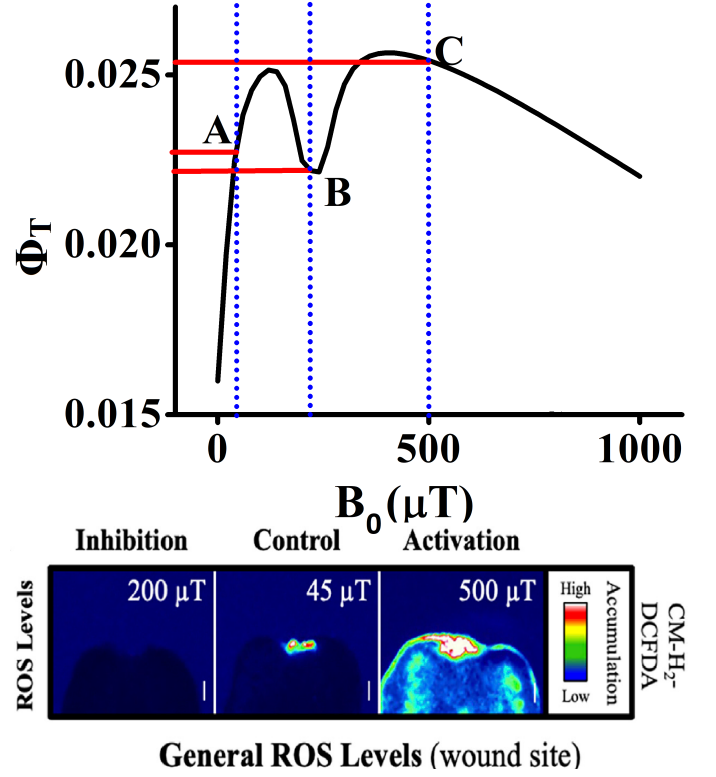 0.025
0.020
0.015
Φ_T
A
B
C
0
500
1000
B₀(μT)
Inhibition
Control
Activation
ROS Levels
200 μT
45 μT
500 μT
High
Low
Accumulation
CM-H₂-
DCFDA
General ROS Levels (wound site)